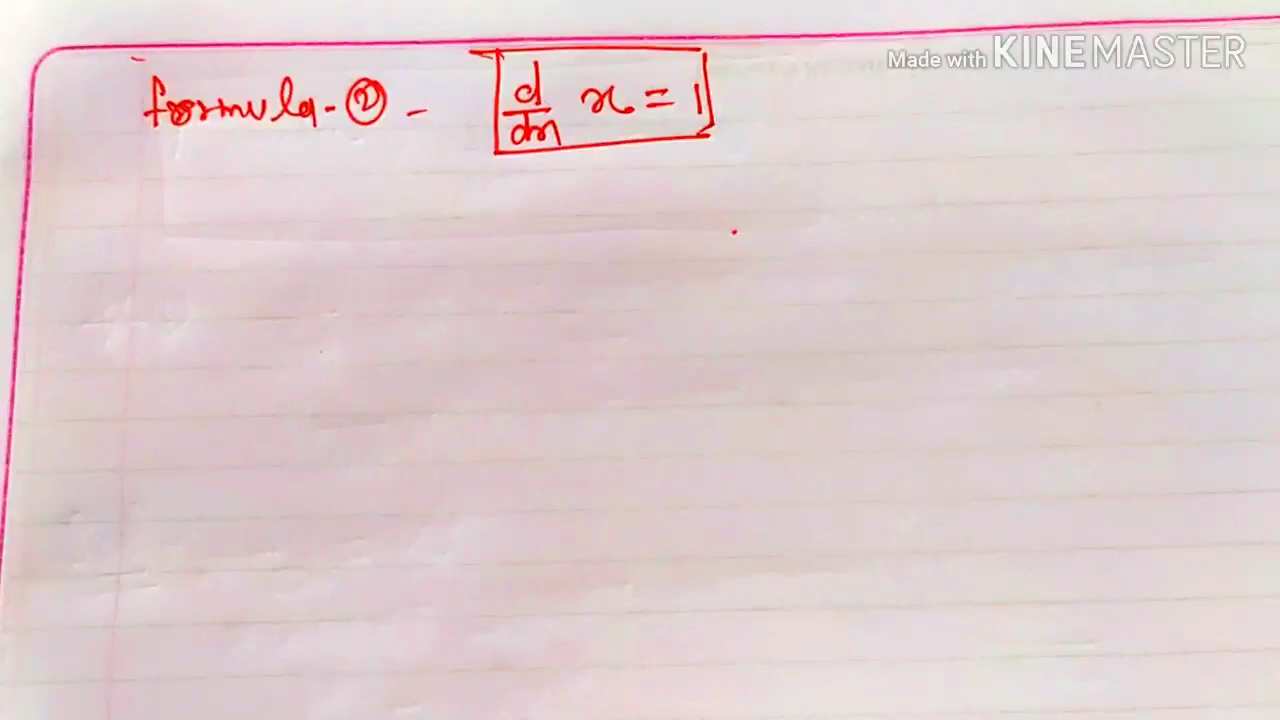 formula - ② - d/dx x = 1
Made with KINEMASTER